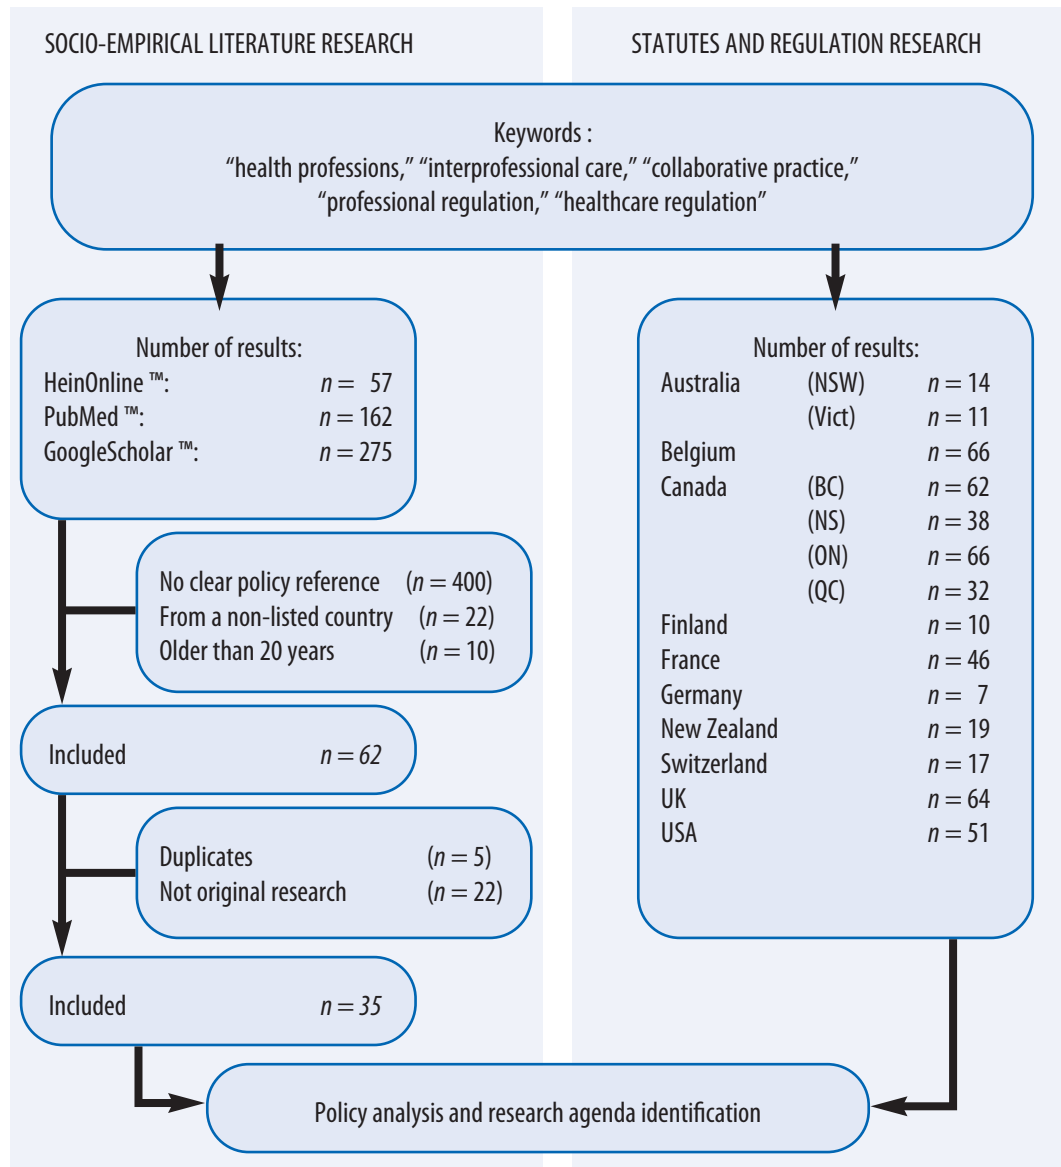 SOCIO-EMPIRICAL LITERATURE RESEARCH
STATUTES AND REGULATION RESEARCH
Keywords :
“health professions,” “interprofessional care,” “collaborative practice,”
“professional regulation,” “healthcare regulation”
Number of results:
HeinOnline ™: n = 57
PubMed ™: n = 162
GoogleScholar ™: n = 275
No clear policy reference (n = 400)
From a non-listed country (n = 22)
Older than 20 years (n = 10)
Included n = 62
Duplicates (n = 5)
Not original research (n = 22)
Included n = 35
Number of results:
Australia (NSW) n = 14
(Vict) n = 11
Belgium n = 66
Canada (BC) n = 62
(NS) n = 38
(ON) n = 66
(QC) n = 32
Finland n = 10
France n = 46
Germany n = 7
New Zealand n = 19
Switzerland n = 17
UK n = 64
USA n = 51
Policy analysis and research agenda identification